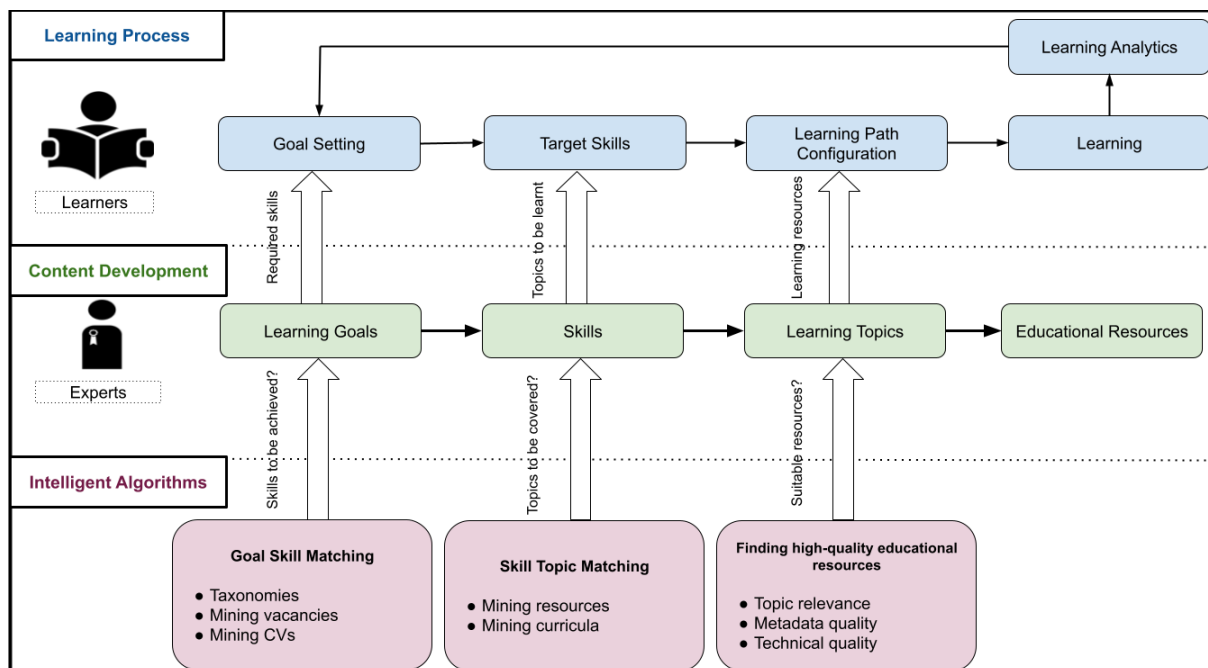 Learning Process
Learning Analytics
Goal Setting
Target Skills
Learning Path
Configuration
Learning
Learners
Required skills
Topics to be learnt
Learning resources
Content Development
Learning Goals
Skills
Learning Topics
Educational Resources
Experts
Skills to be achieved?
Topics to be covered?
Suitable resources?
Intelligent Algorithms
Goal Skill Matching
● Taxonomies
● Mining vacancies
● Mining CVs
Skill Topic Matching
● Mining resources
● Mining curricula
Finding high-quality educational
resources
● Topic relevance
● Metadata quality
● Technical quality